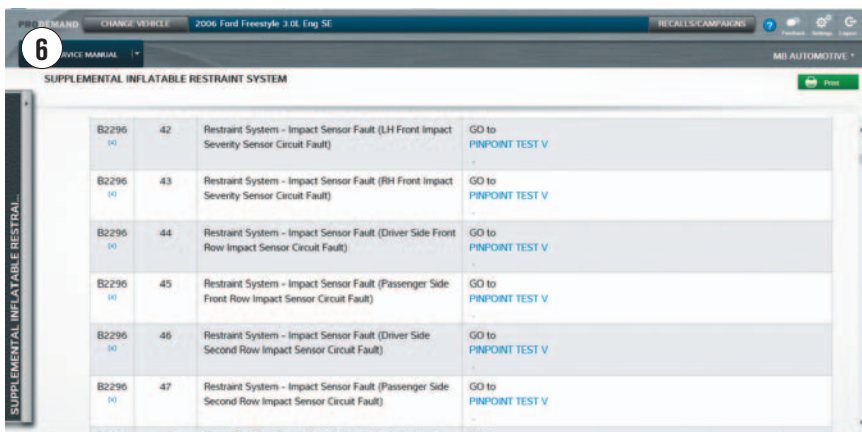 PRODEMAND CHANGE VEHICLE 2006 Ford Freestyle 3.0L Eng SE RECALLS/CAMPAIGNS ? Feedback Settings Logout
6 SERVICE MANUAL MB AUTOMOTIVE
SUPPLEMENTAL INFLATABLE RESTRAINT SYSTEM Print
SUPPLEMENTAL INFLATABLE RESTRAI...
B2296 42 Restraint System - Impact Sensor Fault (LH Front Impact GO to
(4) Severity Sensor Circuit Fault) PINPOINT TEST V
.
B2296 43 Restraint System - Impact Sensor Fault (RH Front Impact GO to
(4) Severity Sensor Circuit Fault) PINPOINT TEST V
.
B2296 44 Restraint System - Impact Sensor Fault (Driver Side Front GO to
(4) Row Impact Sensor Circuit Fault) PINPOINT TEST V
.
B2296 45 Restraint System - Impact Sensor Fault (Passenger Side GO to
(4) Front Row Impact Sensor Circuit Fault) PINPOINT TEST V
.
B2296 46 Restraint System - Impact Sensor Fault (Driver Side GO to
(4) Second Row Impact Sensor Circuit Fault) PINPOINT TEST V
.
B2296 47 Restraint System - Impact Sensor Fault (Passenger Side GO to
(4) Second Row Impact Sensor Circuit Fault) PINPOINT TEST V
.